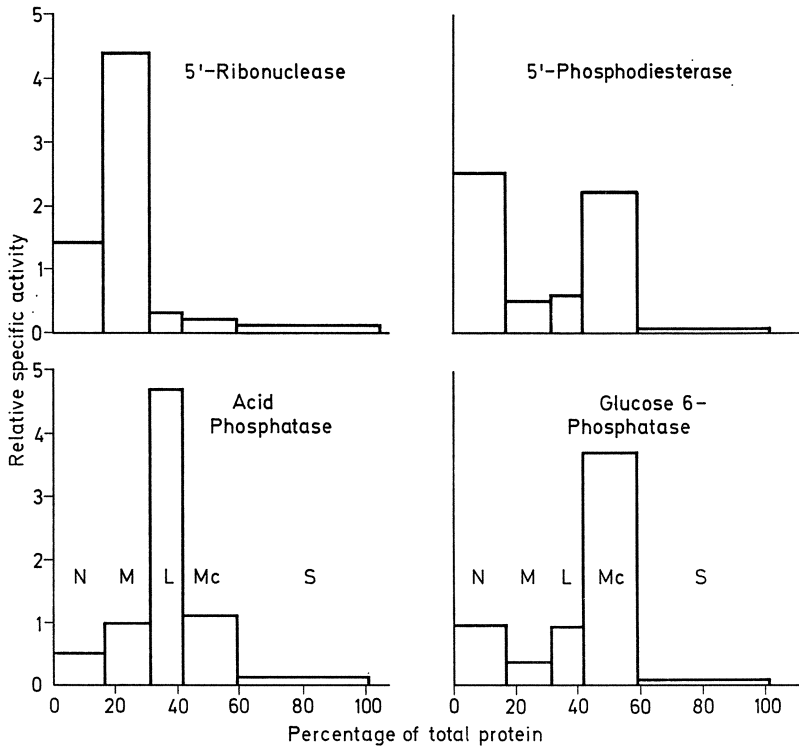 5
4
3
2
1
0
5'-Ribonuclease
5'-Phosphodiesterase
Relative specific activity
5
4
3
2
1
0
Acid
Phosphatase
N M L Mc S
0 20 40 60 80 100
Glucose 6-
Phosphatase
N M L Mc S
0 20 40 60 80 100
Percentage of total protein